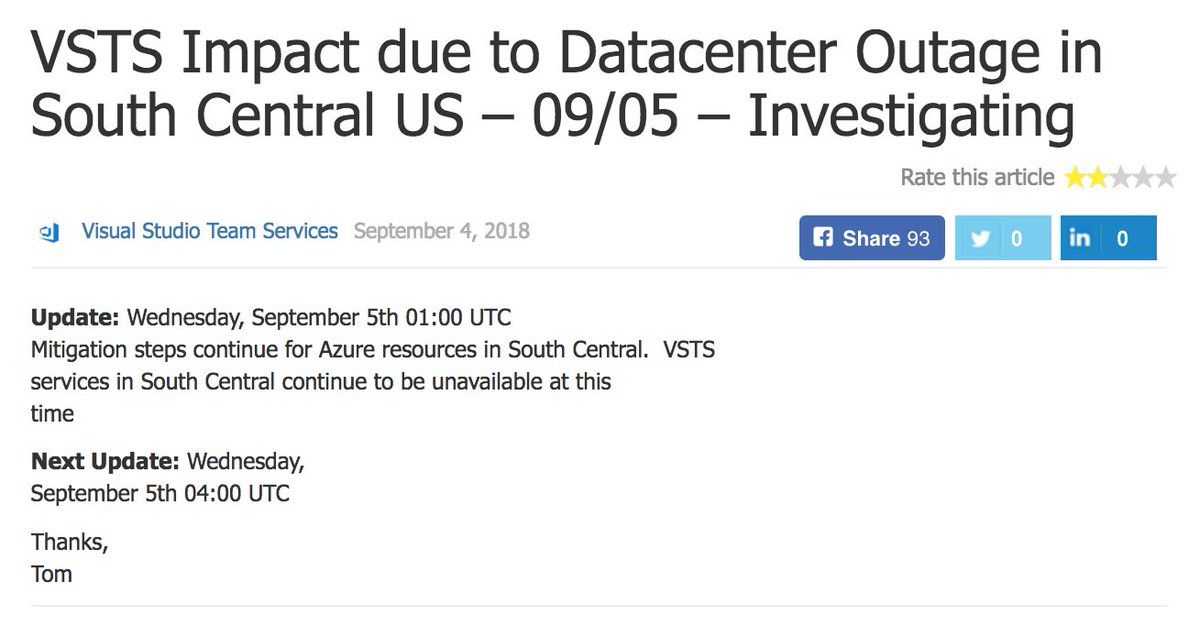 VSTS Impact due to Datacenter Outage in
South Central US – 09/05 – Investigating
Rate this article
Visual Studio Team Services September 4, 2018
Share 93
0
in 0
Update: Wednesday, September 5th 01:00 UTC
Mitigation steps continue for Azure resources in South Central.  VSTS
services in South Central continue to be unavailable at this
time
Next Update: Wednesday,
September 5th 04:00 UTC
Thanks,
Tom